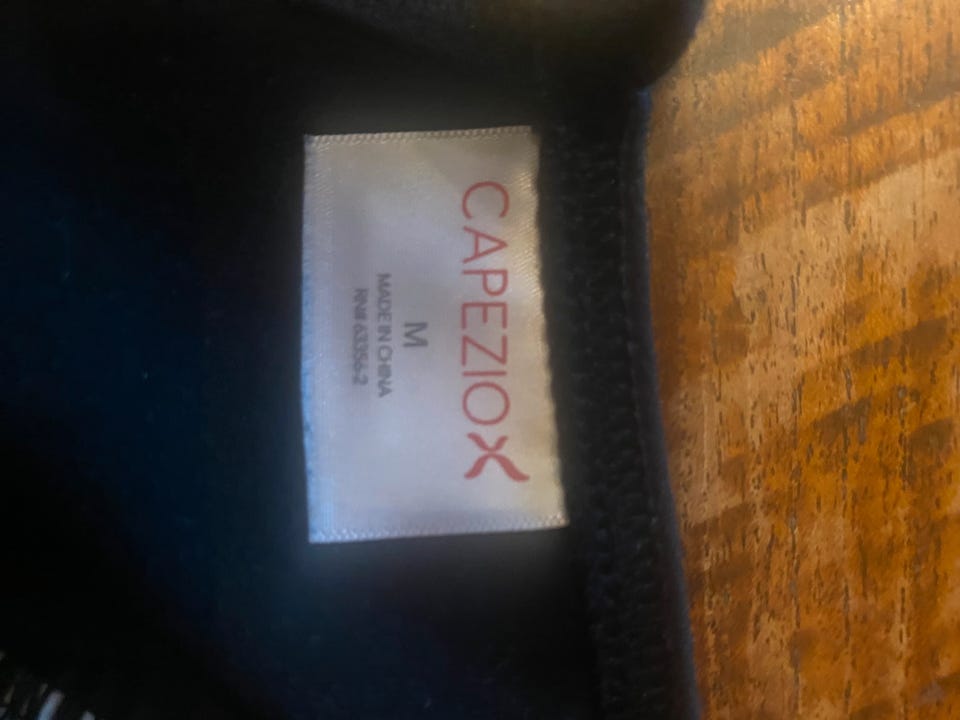 CAPEZIO
M
MADE IN CHINA
RN# 63356-2